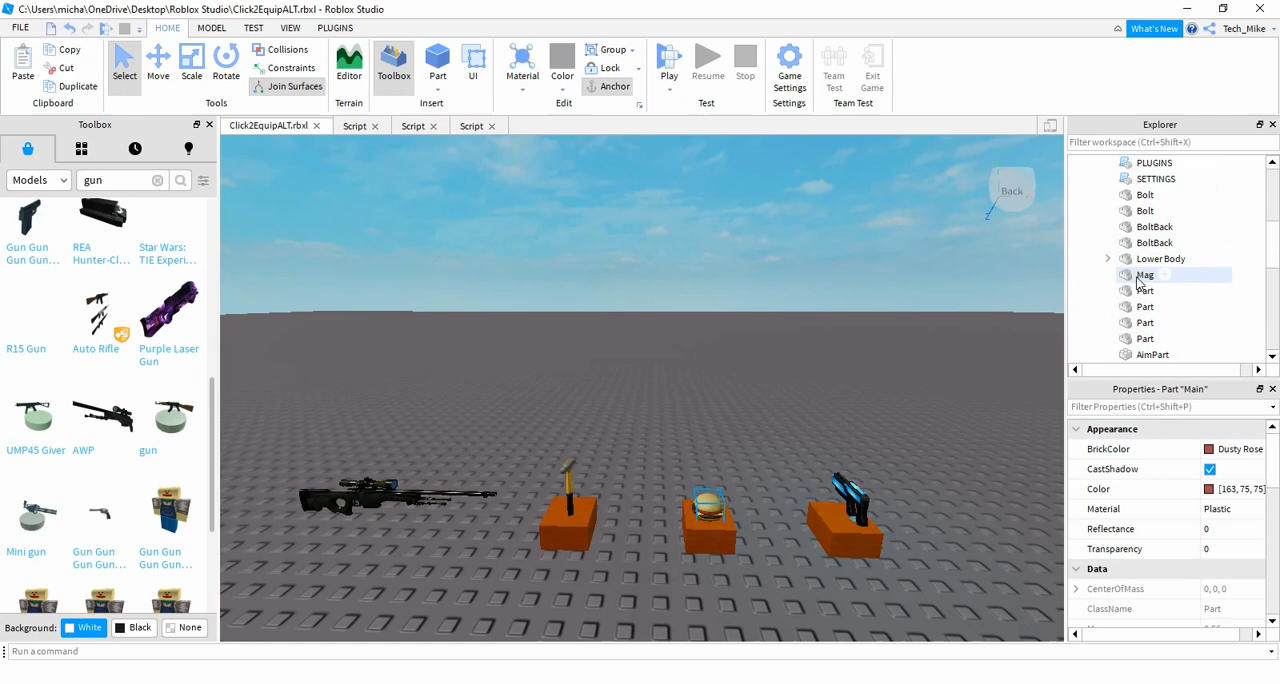 C:\Users\micha\OneDrive\Desktop\Roblox Studio\Click2EquipALT.rbxl - Roblox Studio
FILE HOME MODEL TEST VIEW PLUGINS What's New Tech_Mike
Paste Copy Cut Duplicate Select Move Scale Rotate Collisions Constraints Join Surfaces Editor Toolbox Part UI Material Color Group Lock Anchor Play Resume Stop Game Settings Team Test Exit Game
Clipboard Tools Terrain Insert Edit Test Settings Team Test
Toolbox
Click2EquipALT.rbxl Script Script Script
Models gun
Gun Gun Gun Gun...
REA Hunter-Cl...
Star Wars: TIE Experi...
R15 Gun
Auto Rifle
Purple Laser Gun
UMP45 Giver
AWP
gun
Mini gun
Gun Gun Gun Gun...
Gun Gun Gun Gun...
Background: White Black None
Back
Z
Explorer
Filter workspace (Ctrl+Shift+X)
PLUGINS
SETTINGS
Bolt
Bolt
BoltBack
BoltBack
Lower Body
Mag
Part
Part
Part
Part
AimPart
Properties - Part "Main"
Filter Properties (Ctrl+Shift+P)
Appearance
BrickColor Dusty Rose
CastShadow
Color [163, 75, 75]
Material Plastic
Reflectance 0
Transparency 0
Data
CenterOfMass 0, 0, 0
ClassName Part
Run a command